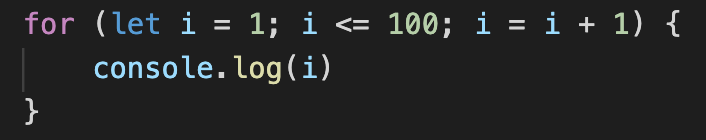 for (let i = 1; i <= 100; i = i + 1) {
    console.log(i)
}